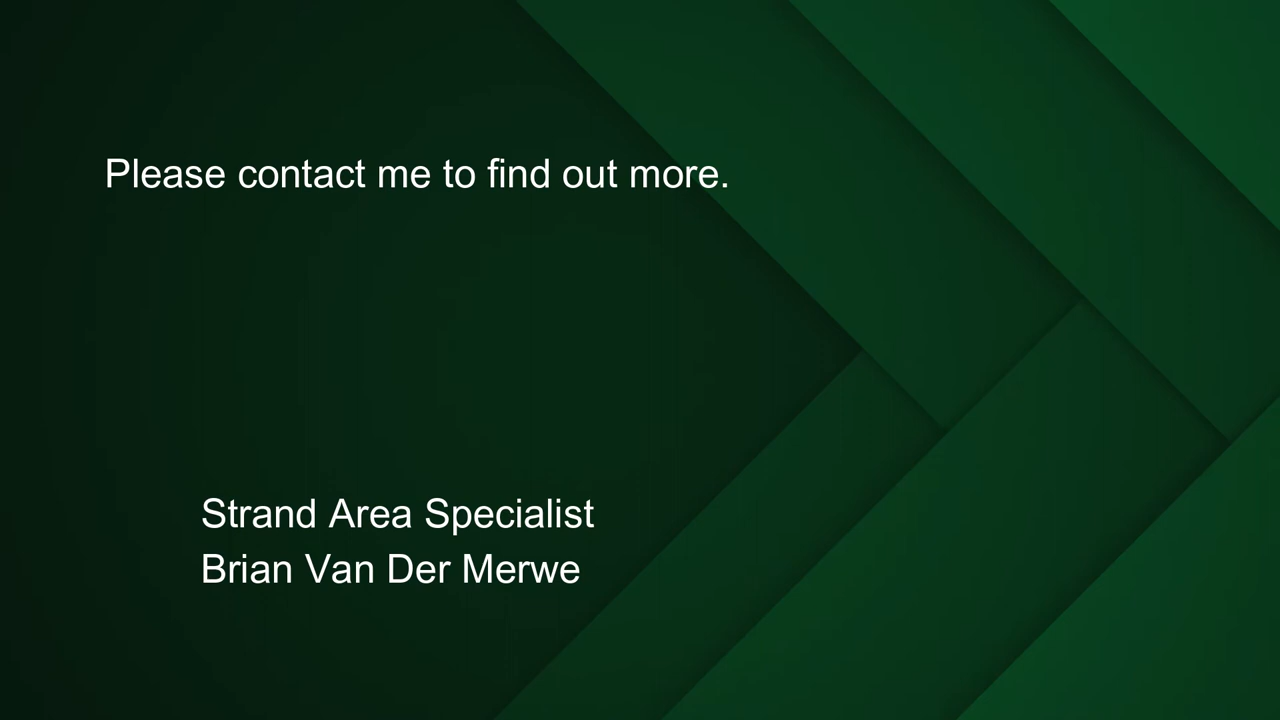 Please contact me to find out more.
Strand Area Specialist
Brian Van Der Merwe